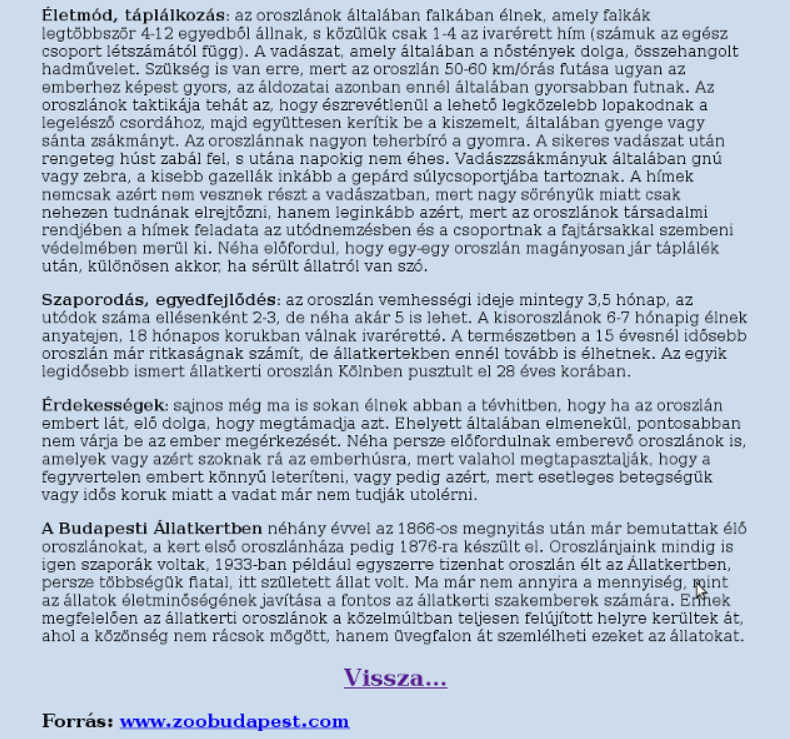 Életmód, táplálkozás: az oroszlánok általában falkában élnek, amely falkák
legtöbbször 4-12 egyedből állnak, s közülük csak 1-4 az ivarérett hím (számuk az egész
csoport létszámától függ). A vadászat, amely általában a nőstények dolga, összehangolt
hadművelet. Szükség is van erre, mert az oroszlán 50-60 km/órás futása ugyan az
emberhez képest gyors, az áldozatai azonban ennél általában gyorsabban futnak. Az
oroszlánok taktikája tehát az, hogy észrevétlenül a lehető legközelebb lopakodnak a
legelésző csordához, majd együttesen kerítik be a kiszemelt, általában gyenge vagy
sánta zsákmányt. Az oroszlánnak nagyon teherbíró a gyomra. A sikeres vadászat után
rengeteg húst zabál fel, s utána napokig nem éhes. Vadászzsákmányuk általában gnú
vagy zebra, a kisebb gazellák inkább a gepárd súlycsoportjába tartoznak. A hímek
nemcsak azért nem vesznek részt a vadászatban, mert nagy sörényük miatt csak
nehezen tudnának elrejtőzni, hanem leginkább azért, mert az oroszlánok társadalmi
rendjében a hímek feladata az utódnemzésben és a csoportnak a fajtársakkal szembeni
védelmében merül ki. Néha előfordul, hogy egy-egy oroszlán magányosan jár táplálék
után, különösen akkor, ha sérült állatról van szó.
Szaporodás, egyedfejlődés: az oroszlán vemhességi ideje mintegy 3,5 hónap, az
utódok száma ellésenként 2-3, de néha akár 5 is lehet. A kisoroszlánok 6-7 hónapig élnek
anyatejen, 18 hónapos korukban válnak ivaréretté. A természetben a 15 évesnél idősebb
oroszlán már ritkaságnak számít, de állatkertekben ennél tovább is élhetnek. Az egyik
legidősebb ismert állatkerti oroszlán Kölnben pusztult el 28 éves korában.
Érdekességek: sajnos még ma is sokan élnek abban a tévhitben, hogy ha az oroszlán
embert lát, elő dolga, hogy megtámadja azt. Ehelyett általában elmenekül, pontosabban
nem várja be az ember megérkezését. Néha persze előfordulnak emberevő oroszlánok is,
amelyek vagy azért szoknak rá az emberhúsra, mert valahol megtapasztalják, hogy a
fegyvertelen embert könnyű leteríteni, vagy pedig azért, mert esetleges betegségük
vagy idős koruk miatt a vadat már nem tudják utolérni.
A Budapesti Állatkertben néhány évvel az 1866-os megnyitás után már bemutattak élő
oroszlánokat, a kert első oroszlánháza pedig 1876-ra készült el. Oroszlánjaink mindig is
igen szaporák voltak, 1933-ban például egyszerre tizenhat oroszlán élt az Állatkertben,
persze többségük fiatal, itt született állat volt. Ma már nem annyira a mennyiség, mint
az állatok életminőségének javítása a fontos az állatkerti szakemberek számára. Ennek
megfelelően az állatkerti oroszlánok a közelmúltban teljesen felújított helyre kerültek át,
ahol a közönség nem rácsok mögött, hanem üvegfalon át szemlélheti ezeket az állatokat.
Vissza...
Forrás: www.zoobudapest.com